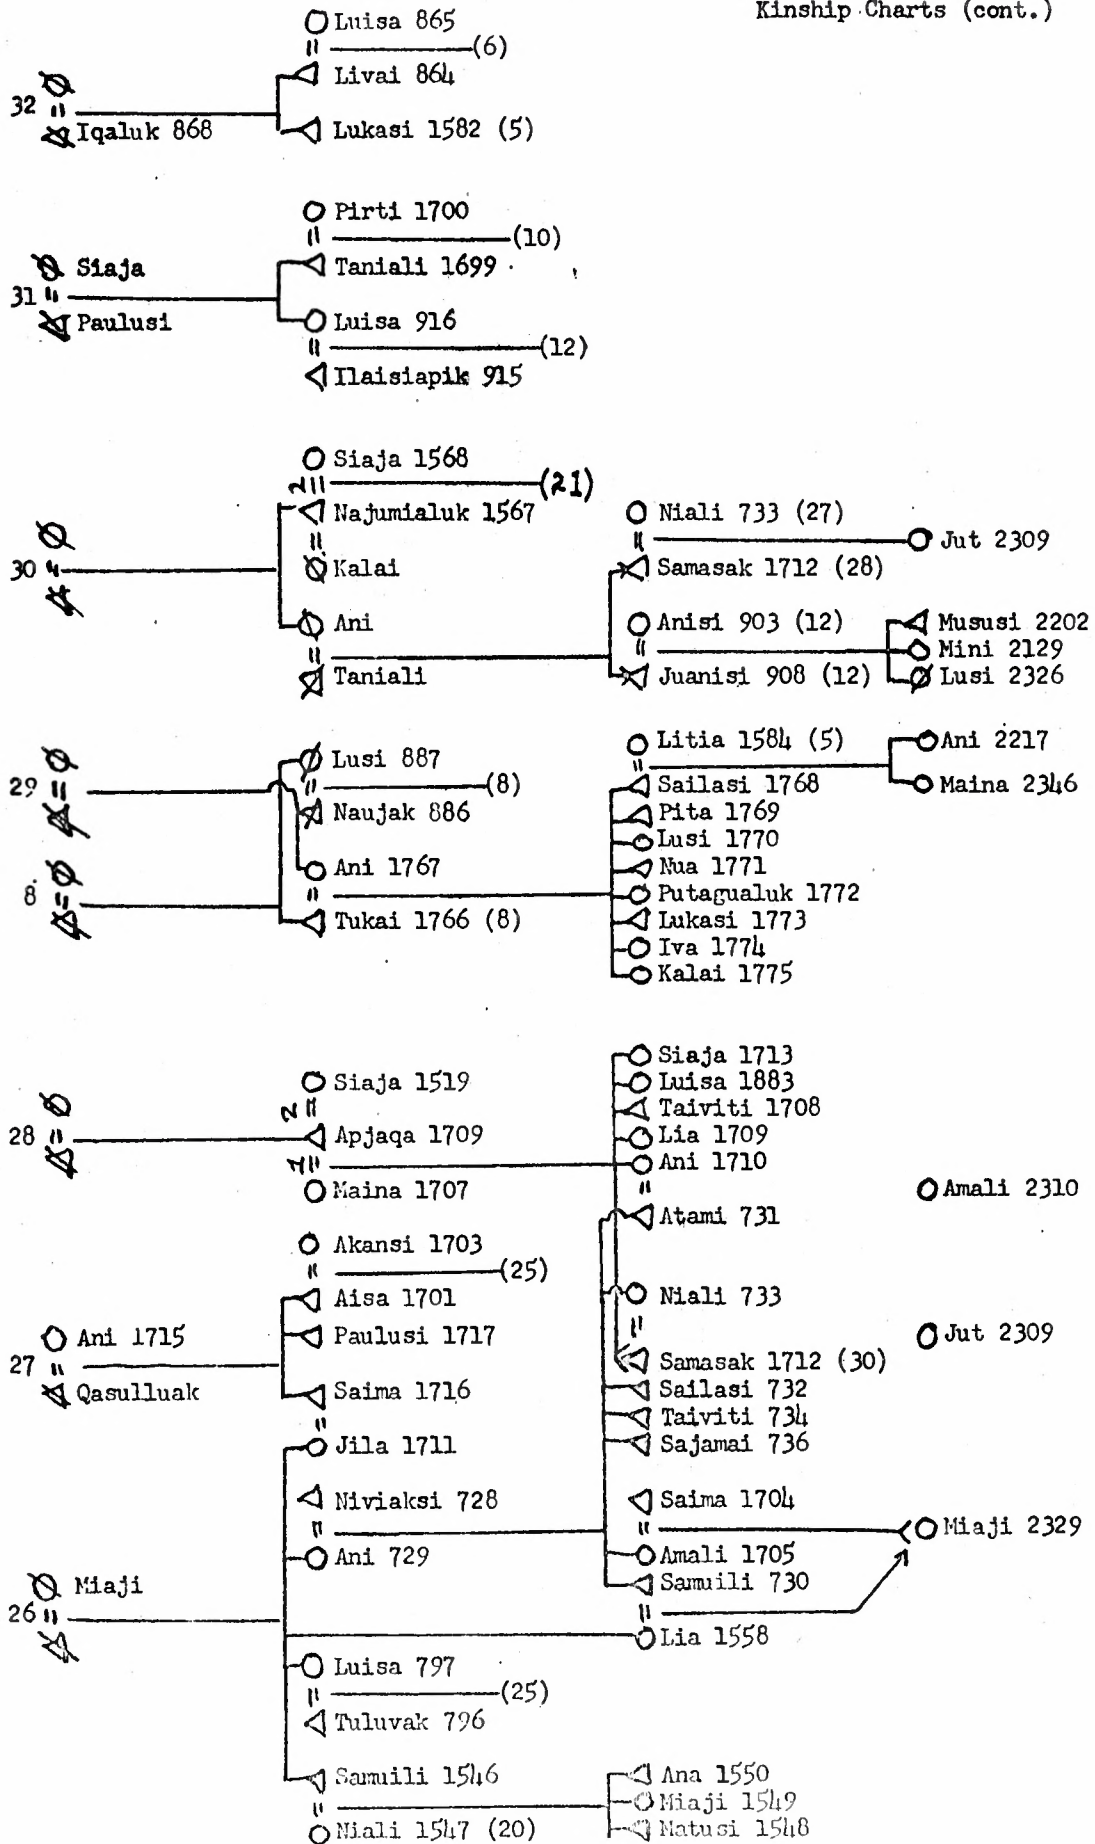 Kinship Charts (cont.)
Luisa 865
(6)
Livai 864
32
Iqaluk 868
Lukasi 1582 (5)
Pirti 1700
(10)
Siaja
Taniali 1699
31
Paulusi
Luisa 916
(12)
Ilaisiapik 915
Siaja 1568
2
(21)
Najumialuk 1567
Niali 733 (27)
Jut 2309
30
Kalai
Samasak 1712 (28)
Ani
Anisi 903 (12)
Mususi 2202
Mini 2129
Taniali
Juanisi 908 (12)
Lusi 2326
Litia 1584 (5)
Ani 2217
Lusi 887
29
(8)
Sailasi 1768
Maina 2346
Naujak 886
Pita 1769
Lusi 1770
Ani 1767
Nua 1771
8
Putagualuk 1772
Tukai 1766 (8)
Lukasi 1773
Iva 1774
Kalai 1775
Siaja 1713
Siaja 1519
Luisa 1883
2
Taiviti 1708
28
Apjaqa 1709
Lia 1709
1
Ani 1710
Maina 1707
Amali 2310
Atami 731
Akansi 1703
(25)
Aisa 1701
Niali 733
Ani 1715
Paulusi 1717
Jut 2309
27
Samasak 1712 (30)
Qasulluak
Saima 1716
Sailasi 732
Taiviti 734
Jila 1711
Sajamai 736
Niviaksi 728
Saima 1704
Miaji 2329
Ani 729
Amali 1705
Miaji
Samuili 730
26
Lia 1558
Luisa 797
(25)
Tuluvak 796
Samuili 1546
Ana 1550
Miaji 1549
Niali 1547 (20)
Matusi 1548